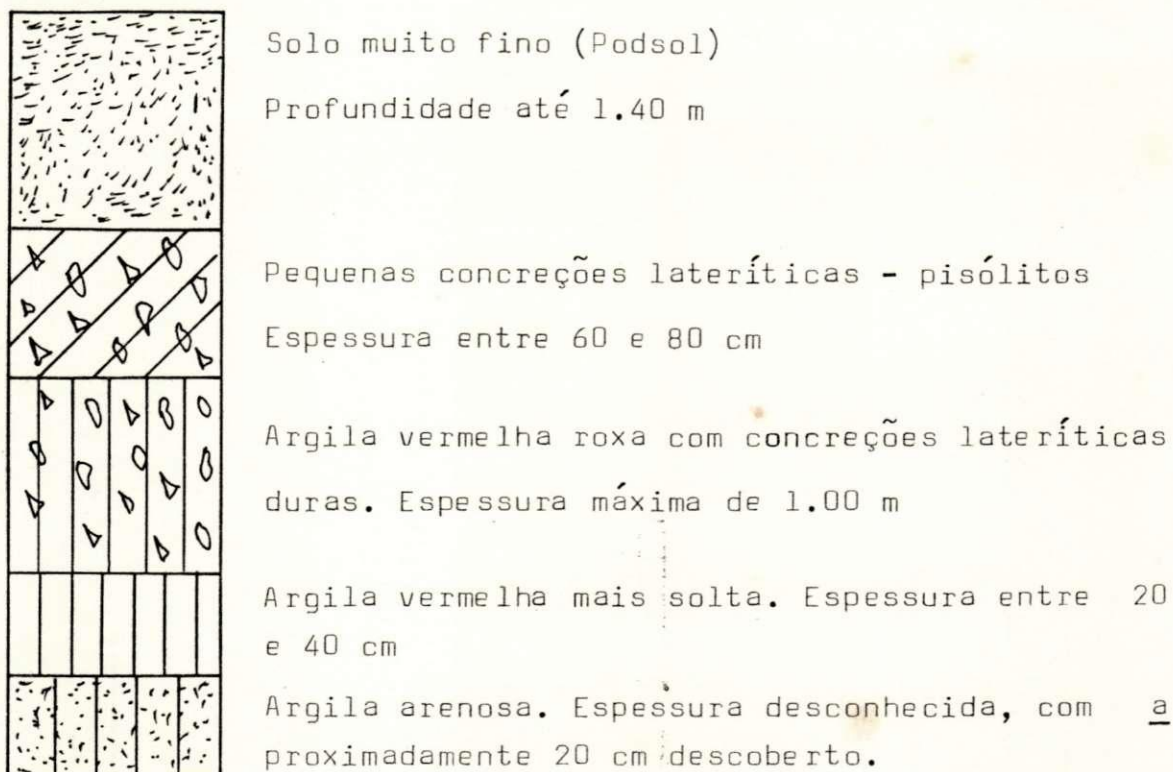 Solo muito fino (Podsol)
Profundidade até 1.40 m
Pequenas concreções lateríticas - pisólitos
Espessura entre 60 e 80 cm
Argila vermelha roxa com concreções lateríticas
duras. Espessura máxima de 1.00 m
Argila vermelha mais solta. Espessura entre 20
e 40 cm
Argila arenosa. Espessura desconhecida, com a
proximadamente 20 cm descoberto.